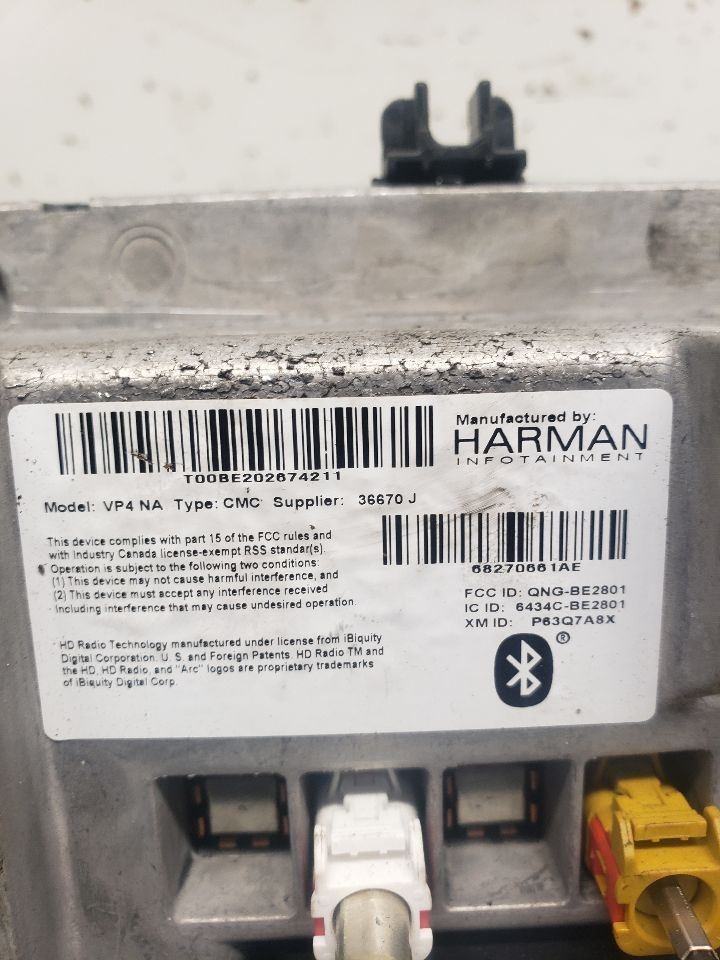 T00BE202674211
Manufactured by:
HARMAN
INFOTAINMENT
Model: VP4 NA Type: CMC Supplier: 36670 J
68270661AE
This device complies with part 15 of the FCC rules and
with Industry Canada license-exempt RSS standar(s).
Operation is subject to the following two conditions:
(1) This device may not cause harmful interference, and
(2) This device must accept any interference received
Including interference that may cause undesired operation.
FCC ID: QNG-BE2801
IC ID: 6434C-BE2801
XM ID: P63Q7A8X
HD Radio Technology manufactured under license from iBiquity
Digital Corporation. U.S. and Foreign Patents. HD Radio TM and
the HD, HD Radio, and "Arc" logos are proprietary trademarks
of iBiquity Digital Corp.
®